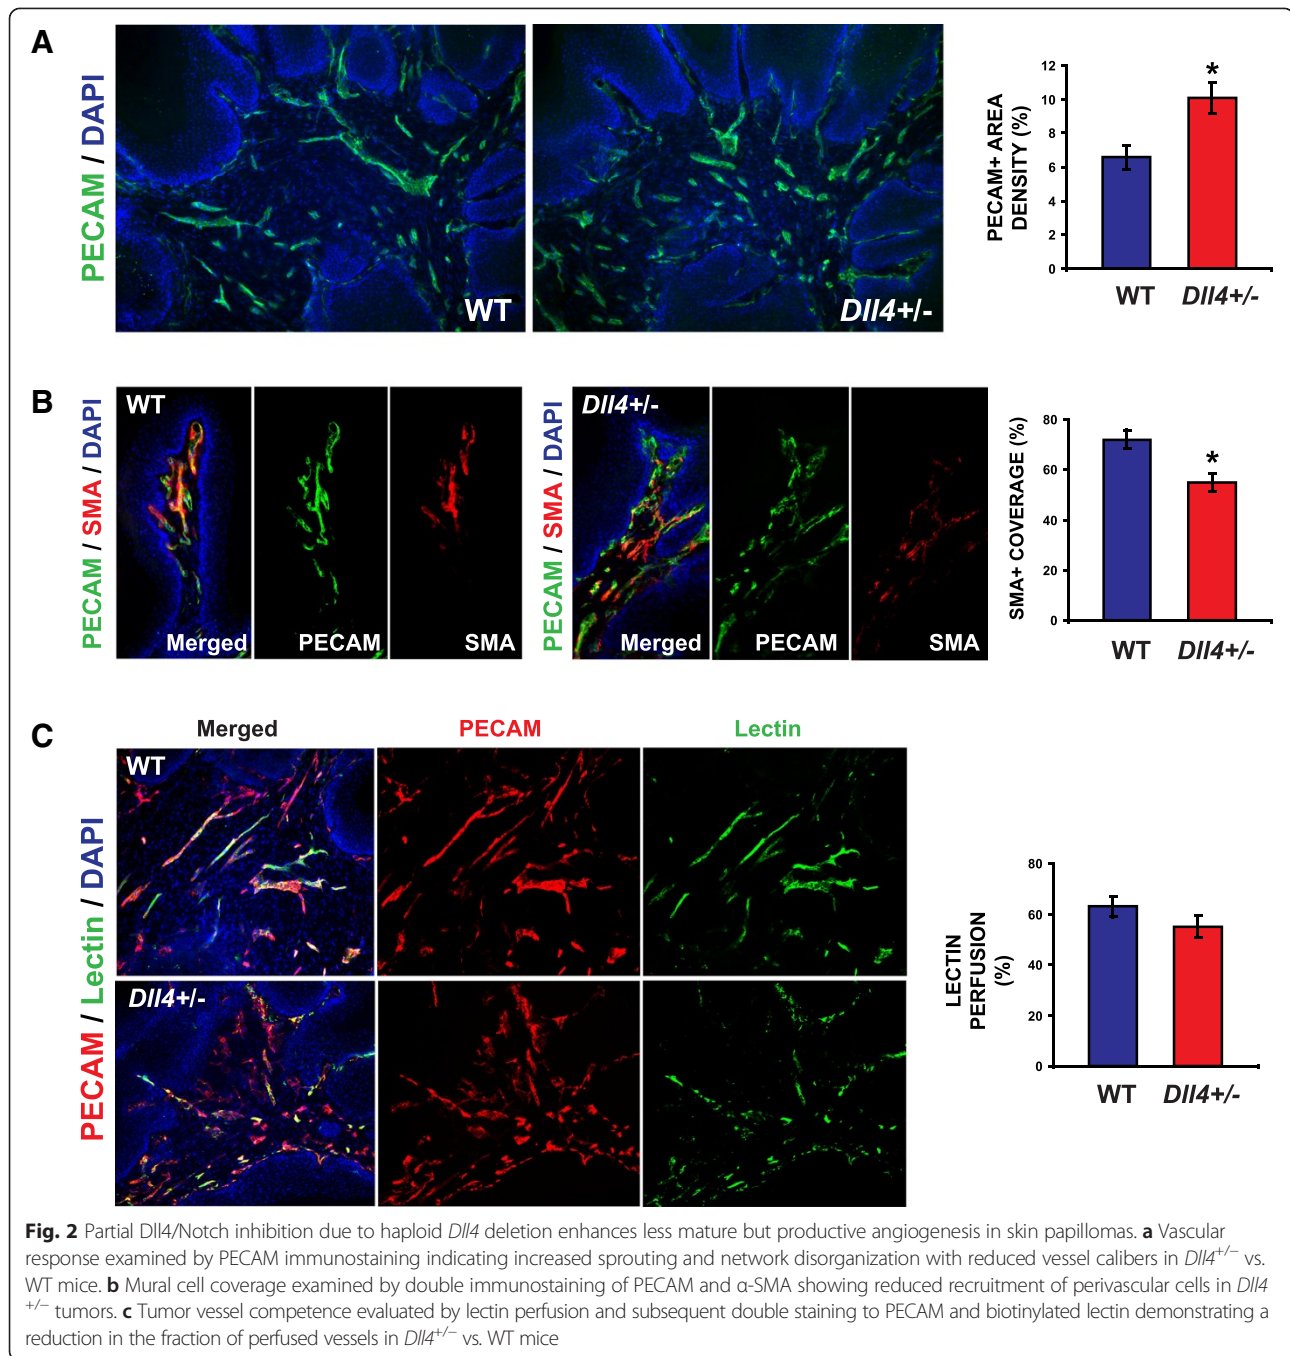 A
PECAM / DAPI
WT
Dll4+/-
PECAM+ AREA
DENSITY (%)
12
10
8
6
4
2
0
*
WT
Dll4+/-
B
PECAM / SMA / DAPI
WT
Merged
PECAM
SMA
PECAM / SMA / DAPI
Dll4+/-
Merged
PECAM
SMA
SMA+ COVERAGE (%)
80
60
40
20
0
*
WT
Dll4+/-
C
Merged
PECAM
Lectin
PECAM / Lectin / DAPI
WT
Dll4+/-
LECTIN
PERFUSION
(%)
80
60
40
20
0
WT
Dll4+/-
Fig. 2 Partial Dll4/Notch inhibition due to haploid Dll4 deletion enhances less mature but productive angiogenesis in skin papillomas. a Vascular
response examined by PECAM immunostaining indicating increased sprouting and network disorganization with reduced vessel calibers in Dll4+/− vs.
WT mice. b Mural cell coverage examined by double immunostaining of PECAM and α-SMA showing reduced recruitment of perivascular cells in Dll4
+/− tumors. c Tumor vessel competence evaluated by lectin perfusion and subsequent double staining to PECAM and biotinylated lectin demonstrating a
reduction in the fraction of perfused vessels in Dll4+/− vs. WT mice